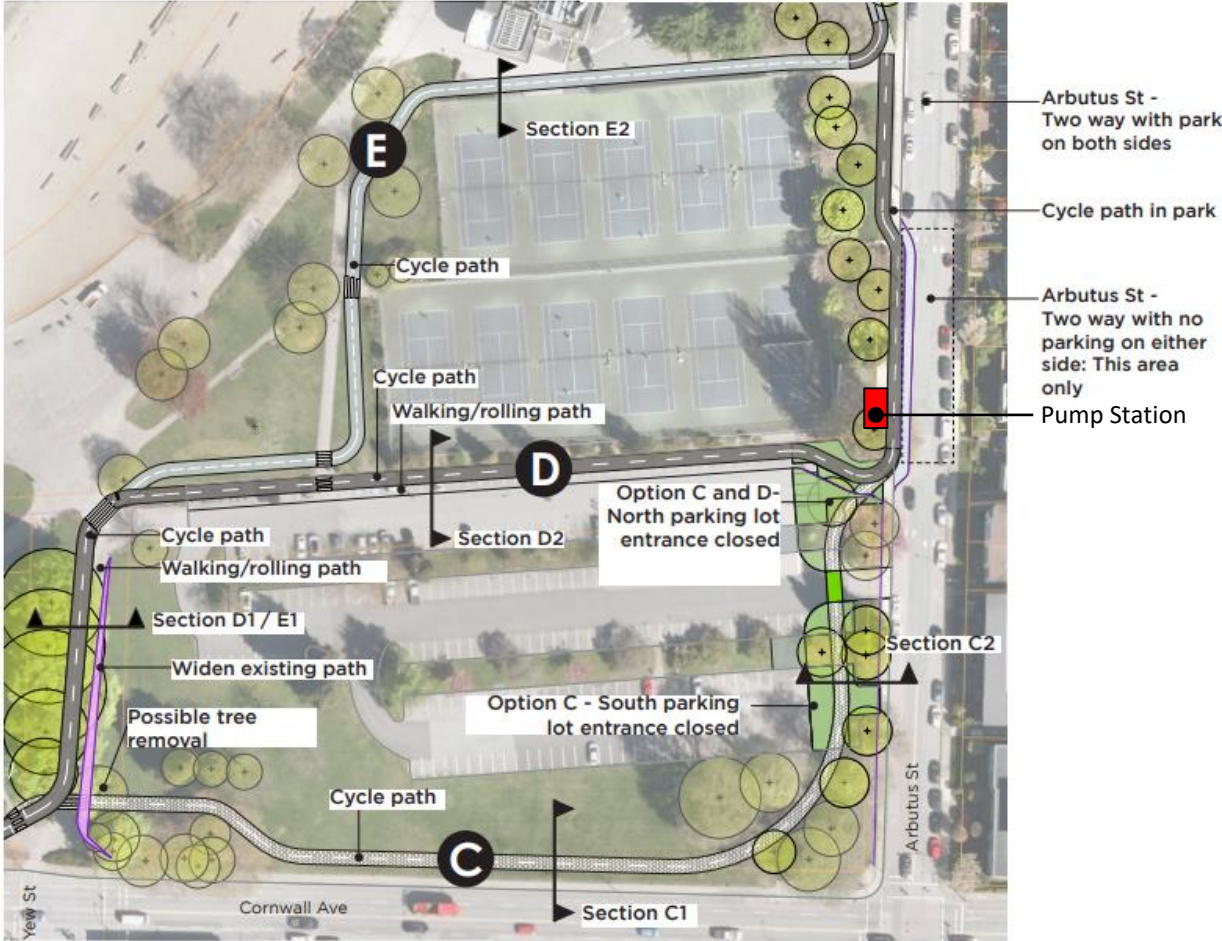 Section E2
Arbutus St -
Two way with park
on both sides
E
Cycle path in park
Cycle path
Arbutus St -
Two way with no
parking on either
side: This area
only
Cycle path
Walking/rolling path
Pump Station
D
Option C and D-
North parking lot
entrance closed
Cycle path
Section D2
Walking/rolling path
Section D1 / E1
Section C2
Widen existing path
Option C - South parking
lot entrance closed
Possible tree
removal
Cycle path
Arbutus St
C
Yew St
Cornwall Ave
Section C1